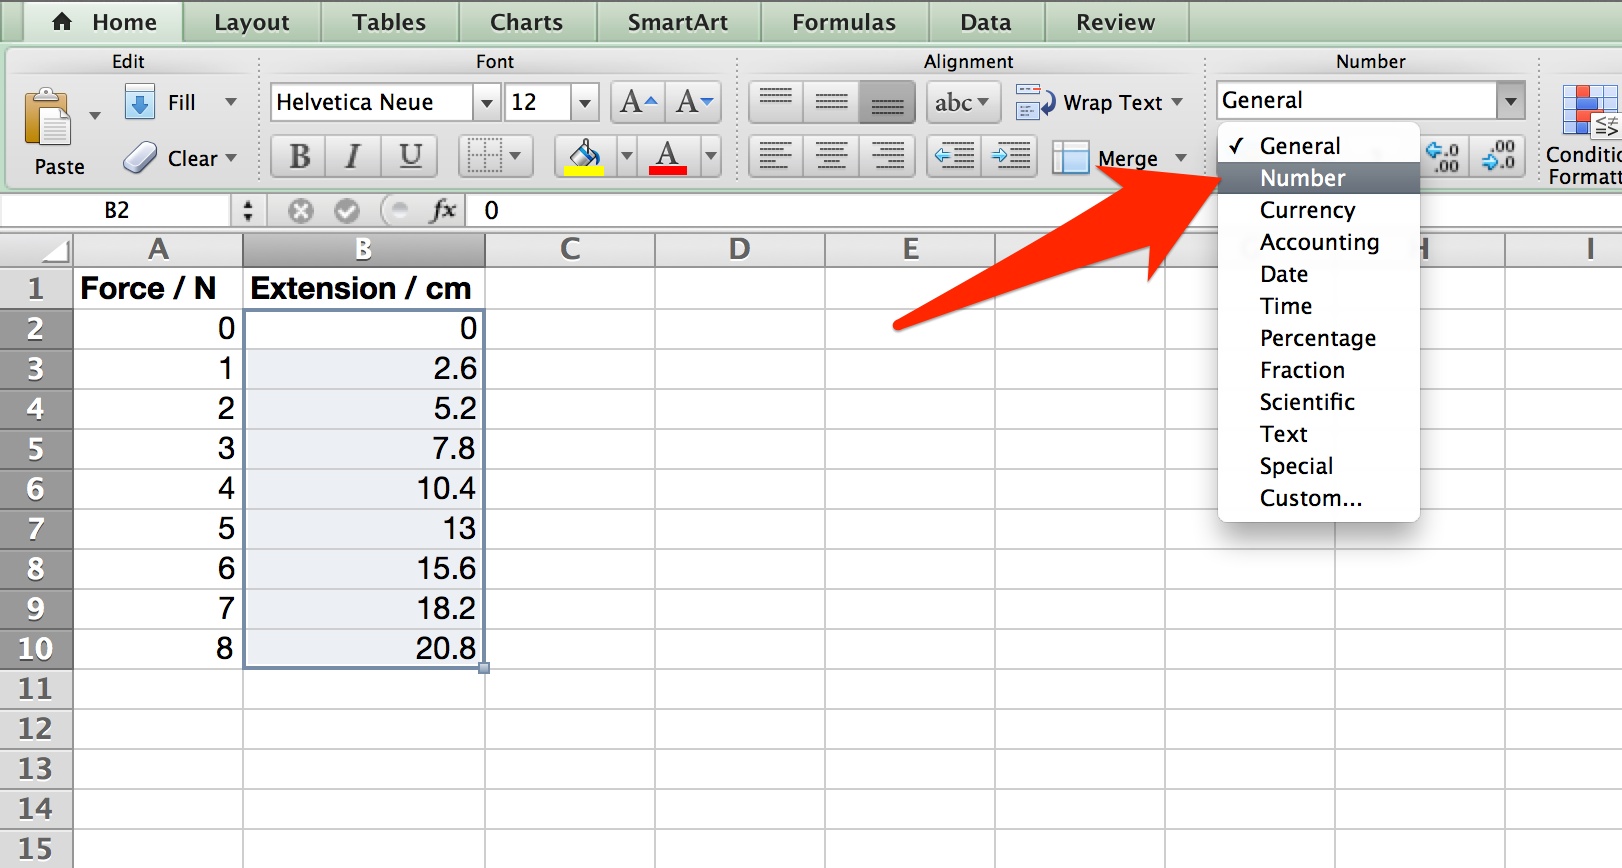 Home Layout Tables Charts SmartArt Formulas Data Review
Edit Font Alignment Number
Fill Helvetica Neue 12 A A abc Wrap Text General
Paste Clear B I U A Merge .0 .00 .00 .0 Conditic
Formatt
✓ General
Number
Currency
Accounting
Date
Time
Percentage
Fraction
Scientific
Text
Special
Custom...
B2 fx 0
A B C D E H I
1 Force / N Extension / cm
2 0 0
3 1 2.6
4 2 5.2
5 3 7.8
6 4 10.4
7 5 13
8 6 15.6
9 7 18.2
10 8 20.8
11
12
13
14
15